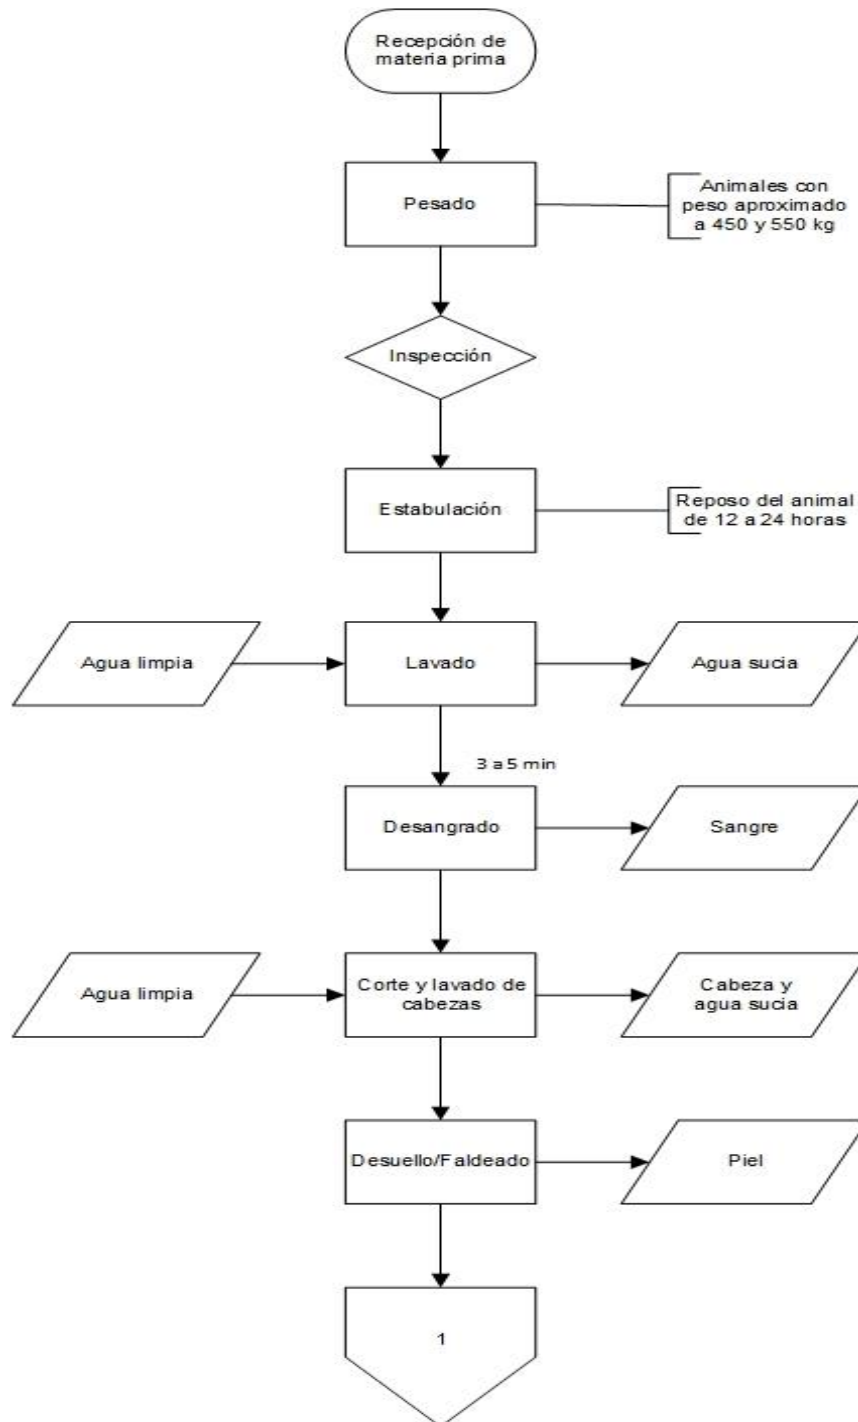 Recepción de
materia prima
Pesado
Animales con
peso aproximado
a 450 y 550 kg
Inspección
Estabulación
Reposo del animal
de 12 a 24 horas
Agua limpia
Lavado
Agua sucia
3 a 5 min
Desangrado
Sangre
Agua limpia
Corte y lavado de
cabezas
Cabeza y
agua sucia
Desuello/Faldeado
Piel
1